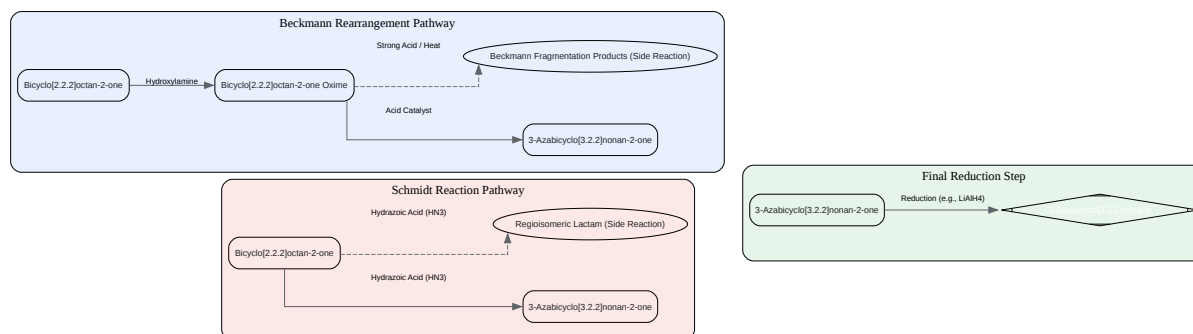 Beckmann Rearrangement Pathway
Strong Acid / Heat
Beckmann Fragmentation Products (Side Reaction)
Bicyclo[2.2.2]octan-2-one
Hydroxylamine
Bicyclo[2.2.2]octan-2-one Oxime
Acid Catalyst
3-Azabicyclo[3.2.2]nonan-2-one
Schmidt Reaction Pathway
Hydrazoic Acid (HN3)
Regioisomeric Lactam (Side Reaction)
Bicyclo[2.2.2]octan-2-one
Hydrazoic Acid (HN3)
3-Azabicyclo[3.2.2]nonan-2-one
Final Reduction Step
3-Azabicyclo[3.2.2]nonan-2-one
Reduction (e.g., LiAlH4)